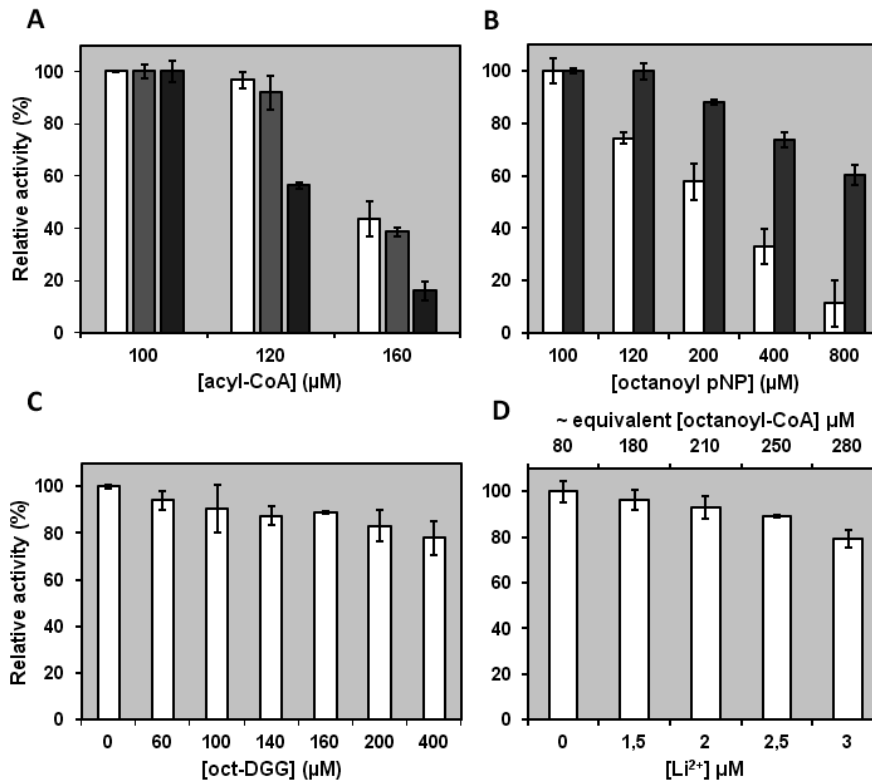 A
Relative activity (%)
100
80
60
40
20
0
100 120 160
[acyl-CoA] (µM)
B
100
80
60
40
20
0
100 120 200 400 800
[octanoyl pNP] (µM)
C
Relative activity (%)
100
80
60
40
20
0
0 60 100 140 160 200 400
[oct-DGG] (µM)
D
~ equivalent [octanoyl-CoA] µM
80 180 210 250 280
100
80
60
40
20
0
0 1,5 2 2,5 3
[Li²⁺] µM